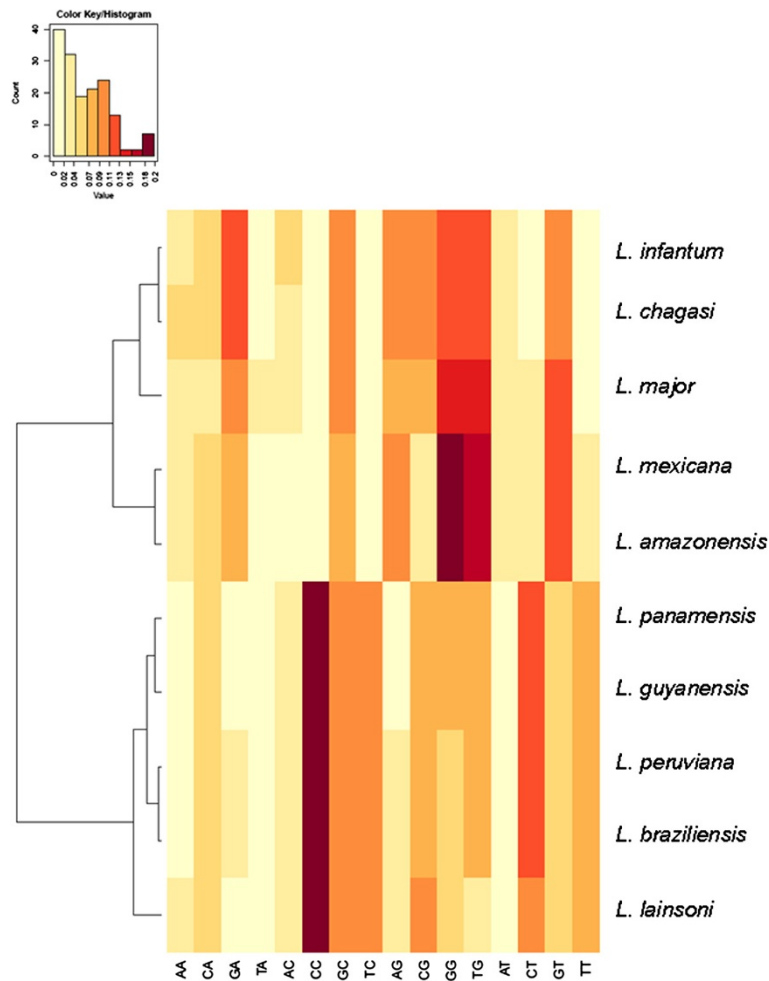 Color Key/Histogram
Count
0 10 20 30 40
0 0.02 0.04 0.07 0.09 0.11 0.13 0.15 0.18 0.2
Value
L. infantum
L. chagasi
L. major
L. mexicana
L. amazonensis
L. panamensis
L. guyanensis
L. peruviana
L. braziliensis
L. lainsoni
AA CA GA TA AC CC GC TC AG CG GG TG AT CT GT TT